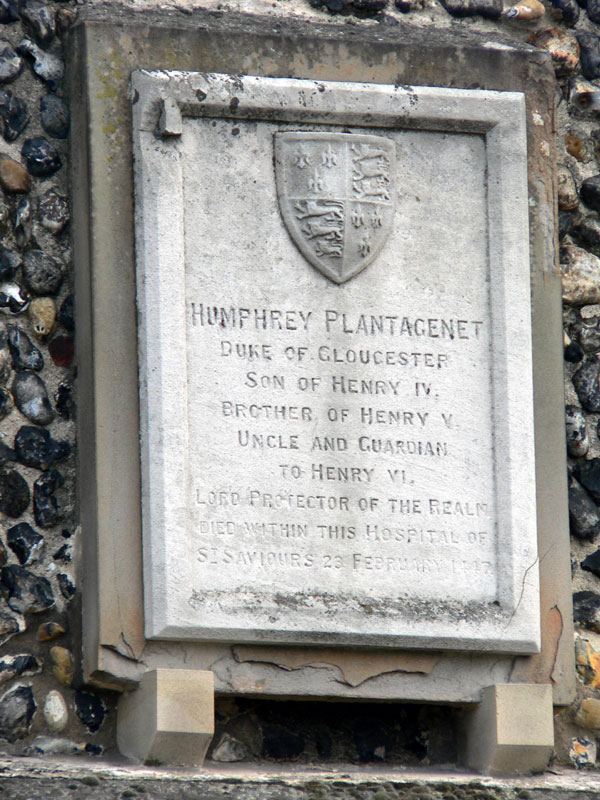 HUMPHREY PLANTAGENET
DUKE OF GLOUCESTER
SON OF HENRY IV.
BROTHER OF HENRY V.
UNCLE AND GUARDIAN
TO HENRY VI.
LORD PROTECTOR OF THE REALM
DIED WITHIN THIS HOSPITAL OF
ST SAVIOURS 23 FEBRUARY 1447